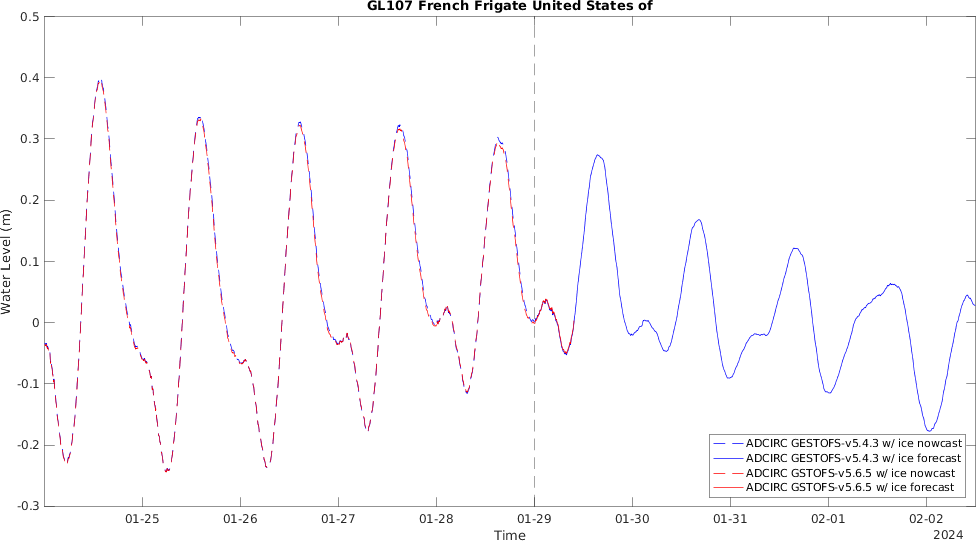 GL107 French Frigate United States of
Water Level (m)
0.5
0.4
0.3
0.2
0.1
0
-0.1
-0.2
-0.3
ADCIRC GESTOFS-v5.4.3 w/ ice nowcast
ADCIRC GESTOFS-v5.4.3 w/ ice forecast
ADCIRC GSTOFS-v5.6.5 w/ ice nowcast
ADCIRC GSTOFS-v5.6.5 w/ ice forecast
01-25 01-26 01-27 01-28 01-29 01-30 01-31 02-01 02-02
Time
2024